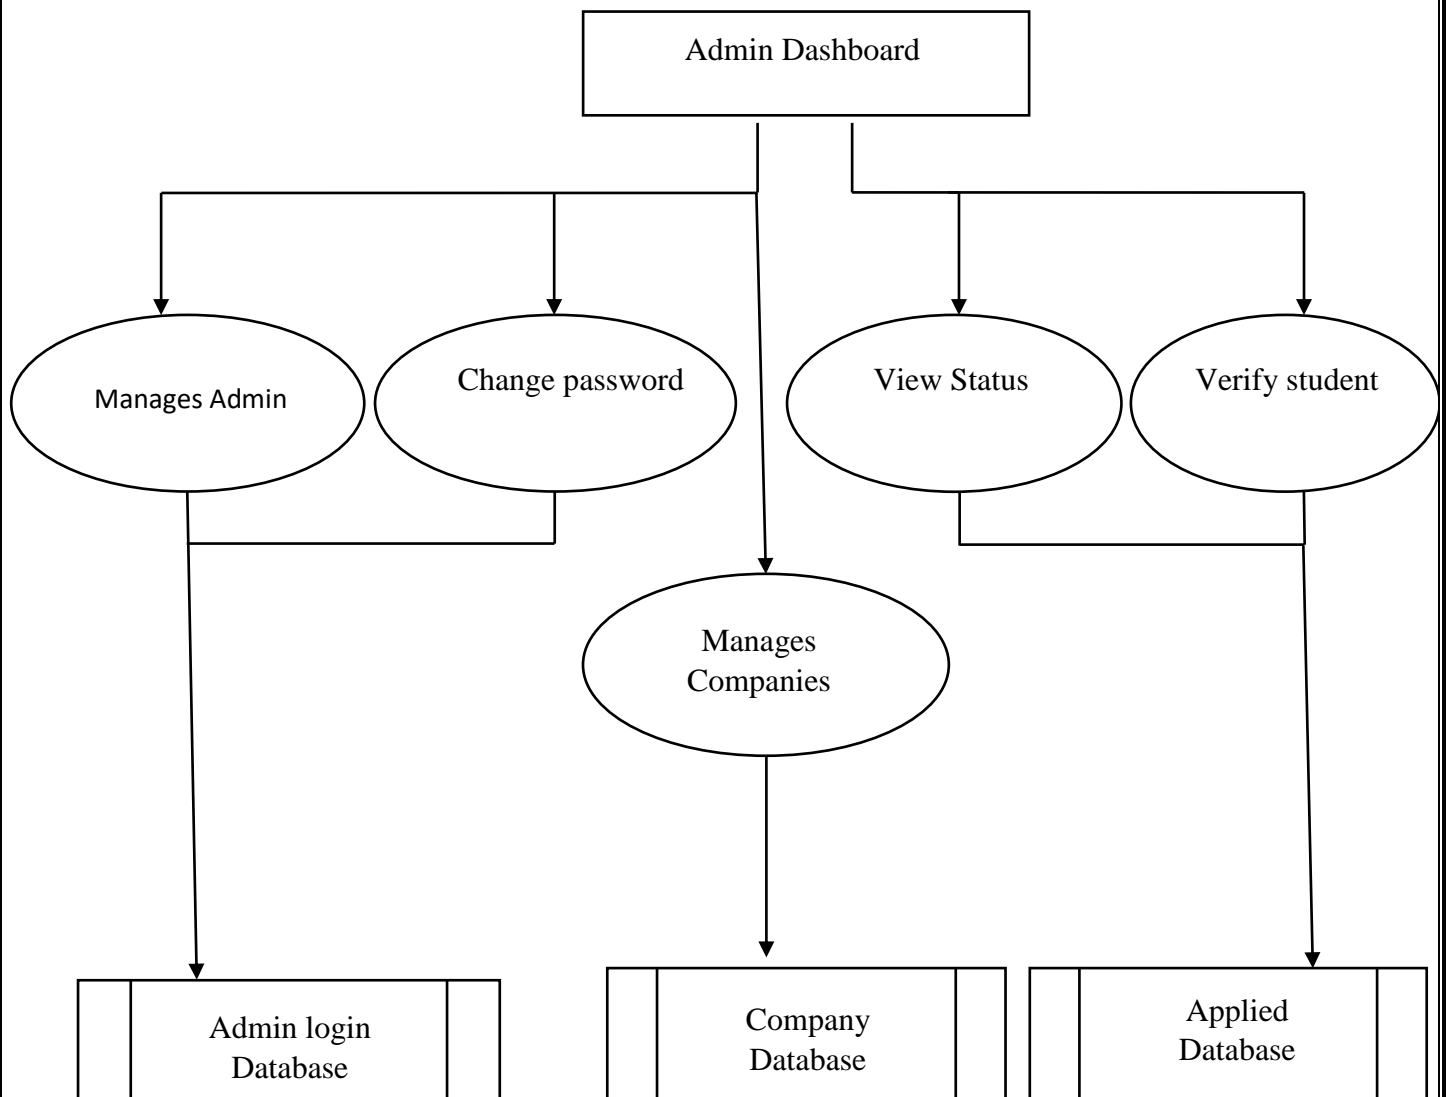 Admin Dashboard
Manages Admin
Change password
View Status
Verify student
Manages
Companies
Admin login
Database
Company
Database
Applied
Database